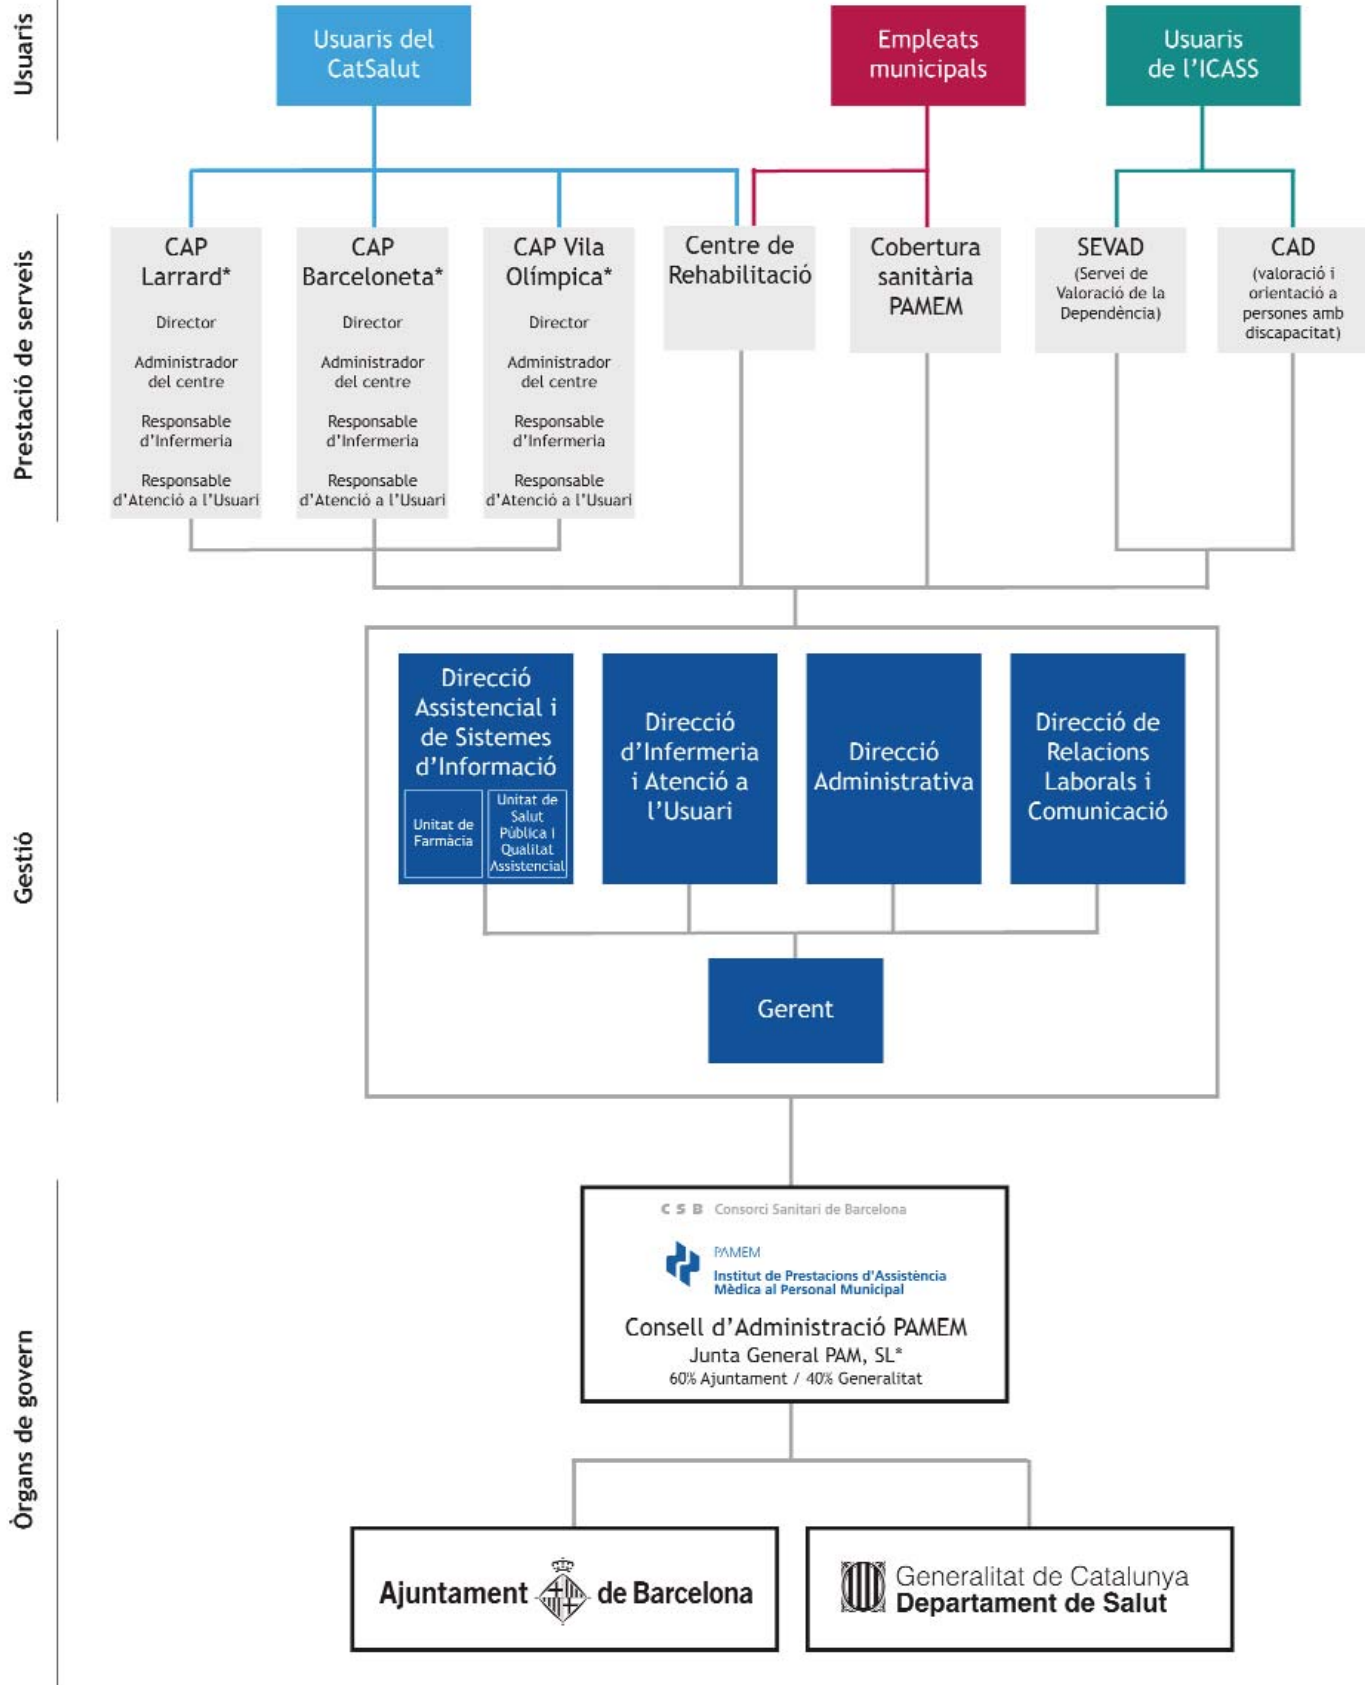 Usuaris
Usuaris del
CatSalut
Empleats
municipals
Usuaris
de l'ICASS
Prestació de serveis
CAP
Larrard*
Director
Administrador
del centre
Responsable
d'Infermeria
Responsable
d'Atenció a l'Usuari
CAP
Barceloneta*
Director
Administrador
del centre
Responsable
d'Infermeria
Responsable
d'Atenció a l'Usuari
CAP Vila
Olímpica*
Director
Administrador
del centre
Responsable
d'Infermeria
Responsable
d'Atenció a l'Usuari
Centre de
Rehabilitació
Cobertura
sanitària
PAMEM
SEVAD
(Servei de
Valoració de la
Dependència)
CAD
(valoració i
orientació a
persones amb
discapacitat)
Gestió
Direcció
Assistencial i
de Sistemes
d'Informació
Unitat de
Farmàcia
Unitat de
Salut
Pública i
Qualitat
Assistencial
Direcció
d'Infermeria
i Atenció a
l'Usuari
Direcció
Administrativa
Direcció de
Relacions
Laborals i
Comunicació
Gerent
Òrgans de govern
CSB Consorci Sanitari de Barcelona
PAMEM
Institut de Prestacions d'Assistència
Mèdica al Personal Municipal
Consell d'Administració PAMEM
Junta General PAM, SL*
60% Ajuntament / 40% Generalitat
Ajuntament de Barcelona
Generalitat de Catalunya
Departament de Salut